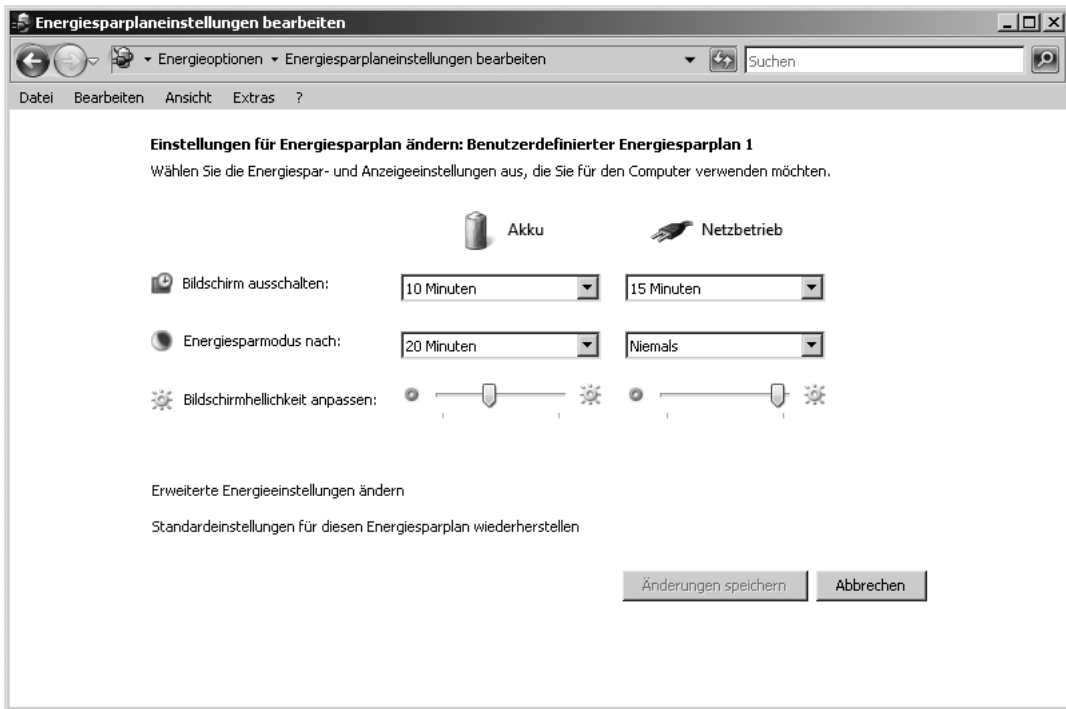 Energiesparplaneinstellungen bearbeiten
Energieoptionen Energiesparplaneinstellungen bearbeiten Suchen
Datei Bearbeiten Ansicht Extras ?
Einstellungen für Energiesparplan ändern: Benutzerdefinierter Energiesparplan 1
Wählen Sie die Energiespar- und Anzeigeeinstellungen aus, die Sie für den Computer verwenden möchten.
Akku Netzbetrieb
Bildschirm ausschalten: 10 Minuten 15 Minuten
Energiesparmodus nach: 20 Minuten Niemals
Bildschirmhelligkeit anpassen:
Erweiterte Energieeinstellungen ändern
Standardeinstellungen für diesen Energiesparplan wiederherstellen
Änderungen speichern Abbrechen